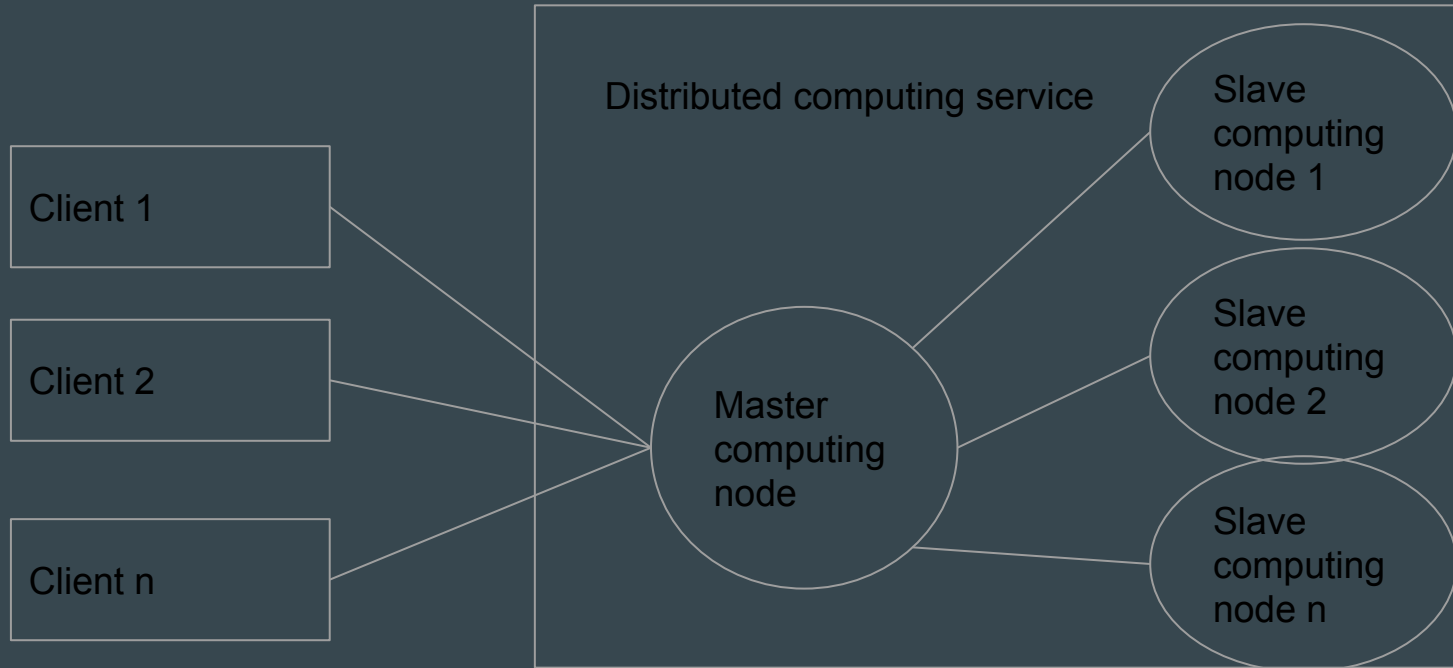 Distributed computing service
Client 1
Client 2
Client n
Master
computing
node
Slave
computing
node 1
Slave
computing
node 2
Slave
computing
node n